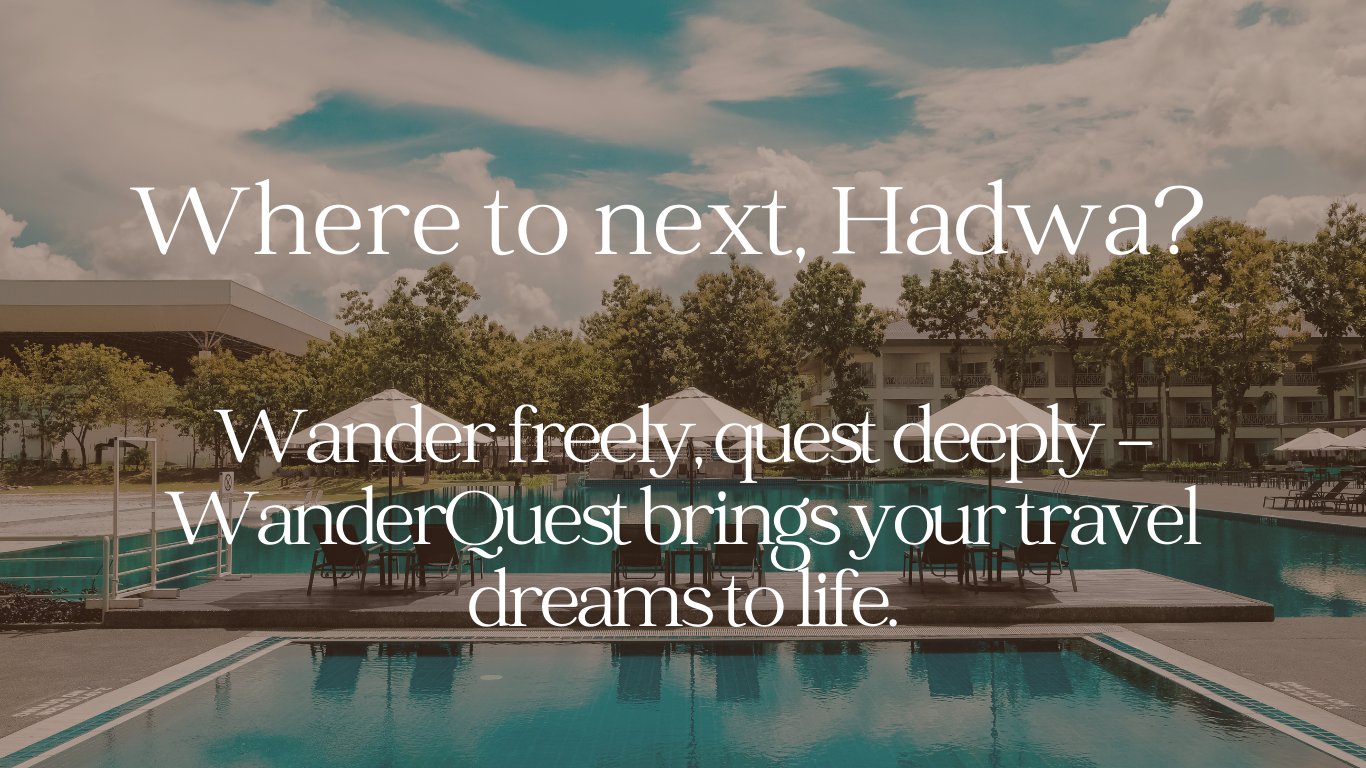 Where to next, Hadwa?
Wander freely, quest deeply –
WanderQuest brings your travel
dreams to life.